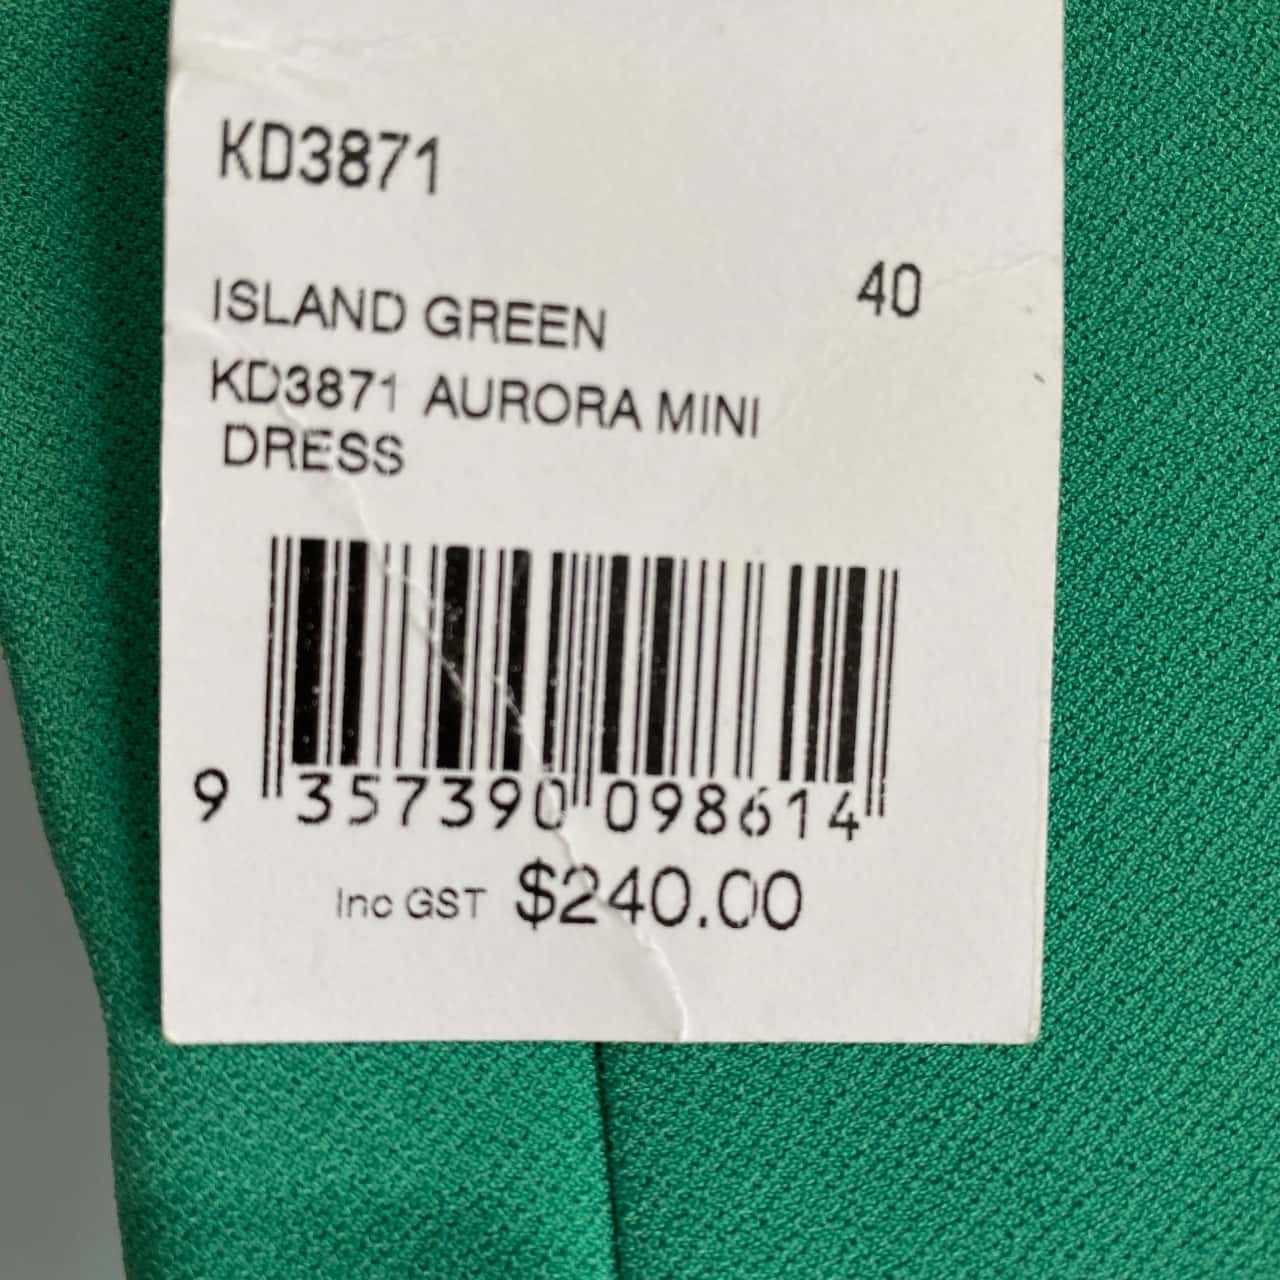 KD3871
40
ISLAND GREEN
KD3871 AURORA MINI
DRESS
9 357390 098614
Inc GST $240.00